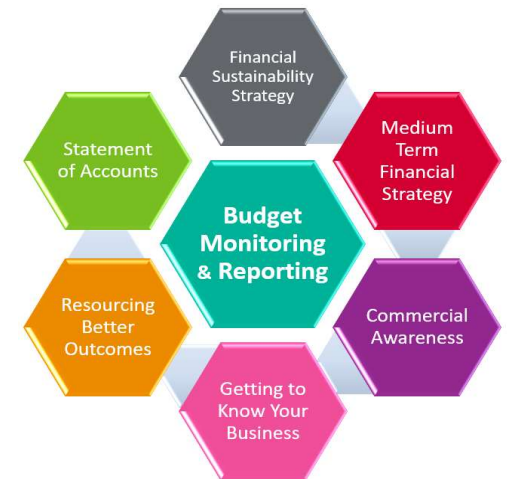 Financial
Sustainability
Strategy
Medium
Term
Financial
Strategy
Statement
of Accounts
Budget
Monitoring
& Reporting
Commercial
Awareness
Resourcing
Better
Outcomes
Getting to
Know Your
Business